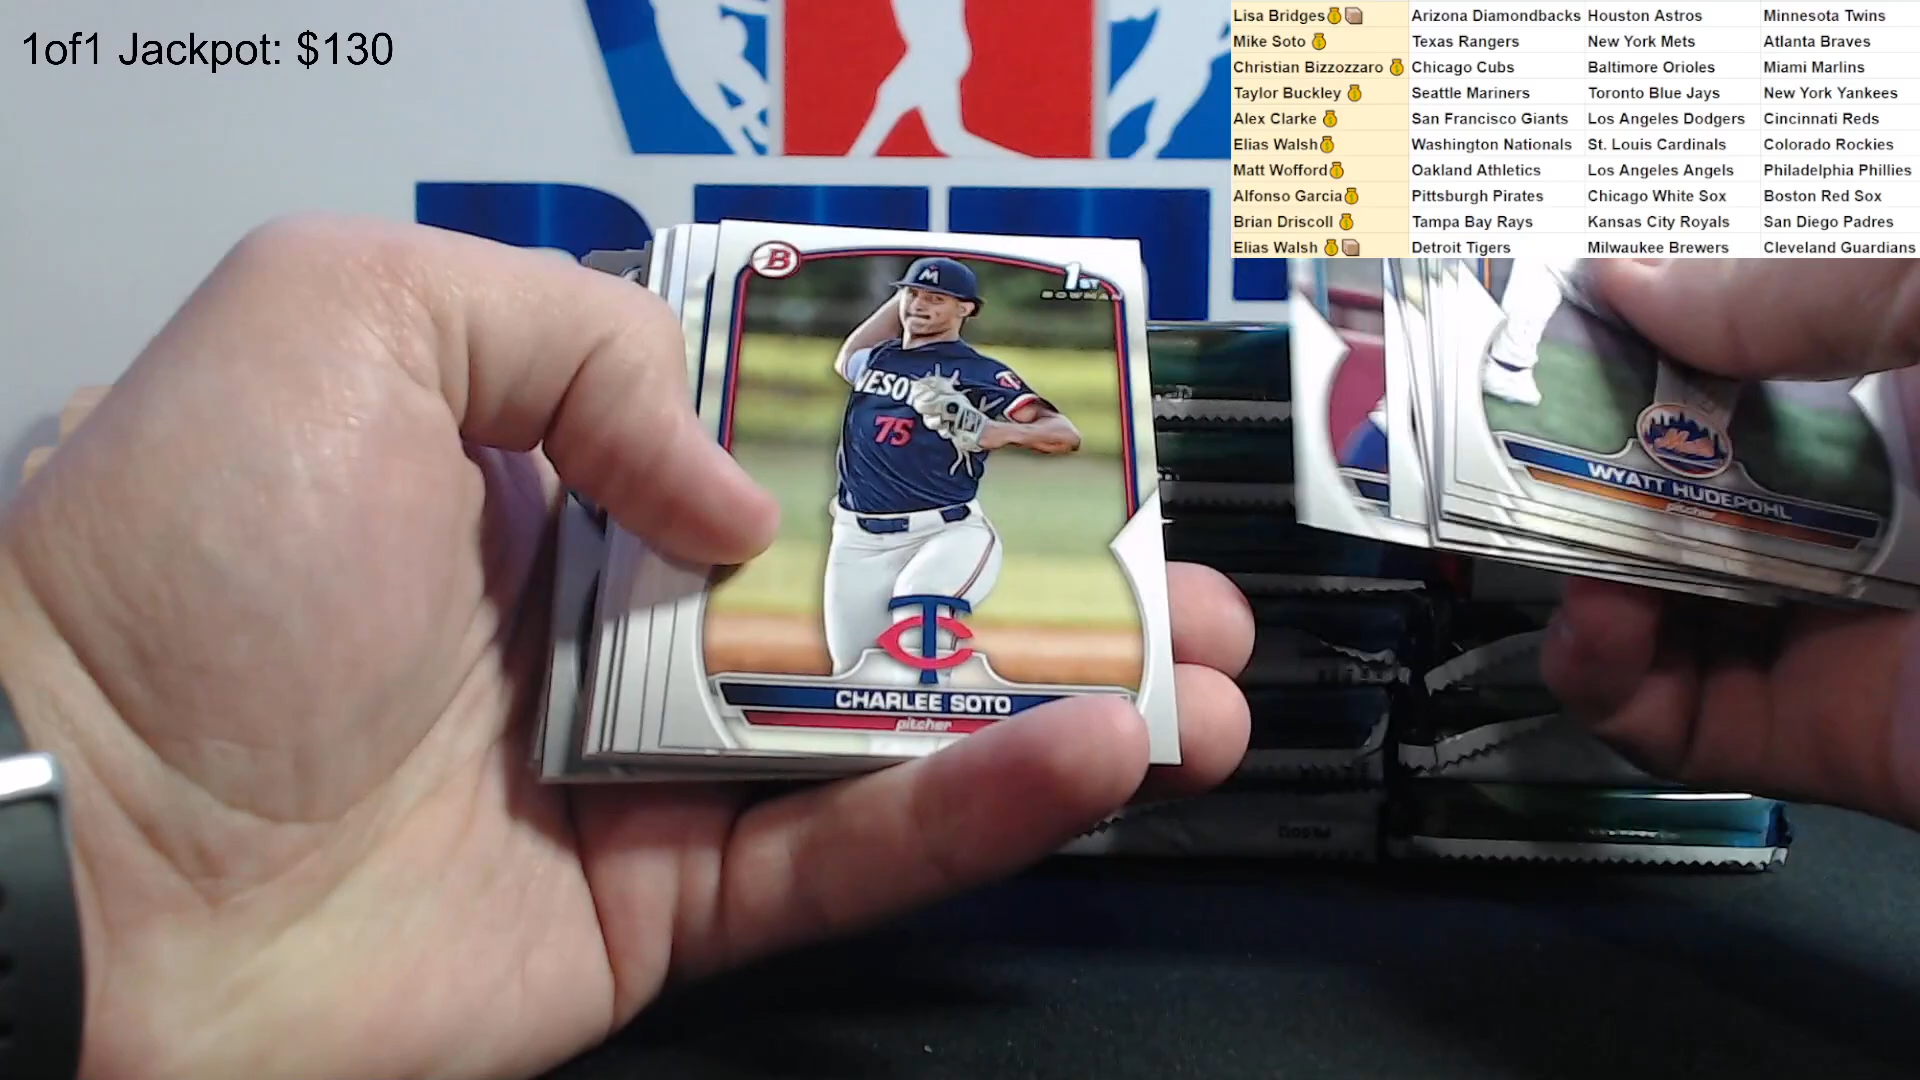 1of1 Jackpot: $130
Lisa Bridges Arizona Diamondbacks Houston Astros Minnesota Twins
Mike Soto Texas Rangers New York Mets Atlanta Braves
Christian Bizzozzaro Chicago Cubs Baltimore Orioles Miami Marlins
Taylor Buckley Seattle Mariners Toronto Blue Jays New York Yankees
Alex Clarke San Francisco Giants Los Angeles Dodgers Cincinnati Reds
Elias Walsh Washington Nationals St. Louis Cardinals Colorado Rockies
Matt Wofford Oakland Athletics Los Angeles Angels Philadelphia Phillies
Alfonso Garcia Pittsburgh Pirates Chicago White Sox Boston Red Sox
Brian Driscoll Tampa Bay Rays Kansas City Royals San Diego Padres
Elias Walsh Detroit Tigers Milwaukee Brewers Cleveland Guardians
B
1ST
BOWMAN
M
NESO
75
TC
CHARLEE SOTO
pitcher
Mets
WYATT HUDEPOHL
pitcher